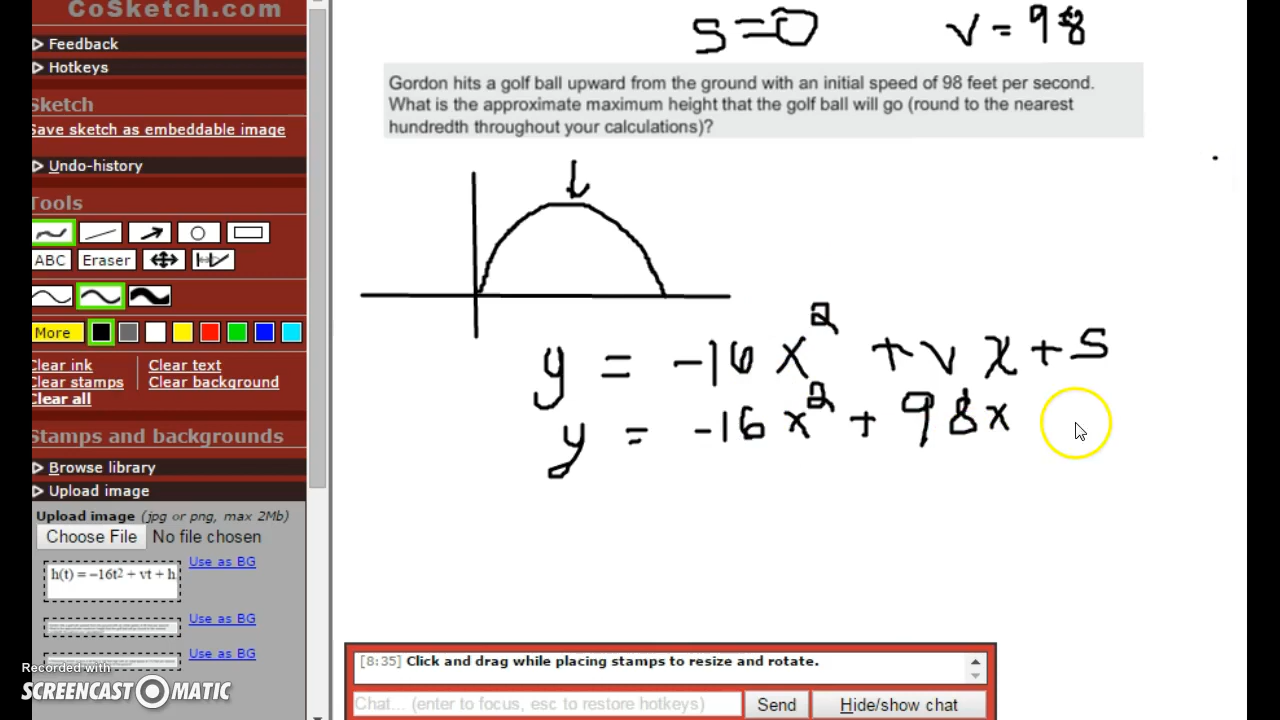 CoSketch.com
Feedback
Hotkeys
Sketch
Save sketch as embeddable image
Undo-history
Tools
ABC Eraser
More
Clear ink Clear text
Clear stamps Clear background
Clear all
Stamps and backgrounds
Browse library
Upload image
Upload image (jpg or png, max 2Mb)
Choose File No file chosen
Use as BG
h(t) = −16t2 + vt + h
Use as BG
Use as BG
Recorded with
SCREENCAST MATIC
s=0 v=98
Gordon hits a golf ball upward from the ground with an initial speed of 98 feet per second.
What is the approximate maximum height that the golf ball will go (round to the nearest
hundredth throughout your calculations)?
y = -16x² + vx + s
y = -16x² + 98x
[8:35] Click and drag while placing stamps to resize and rotate.
Chat... (enter to focus, esc to restore hotkeys) Send Hide/show chat